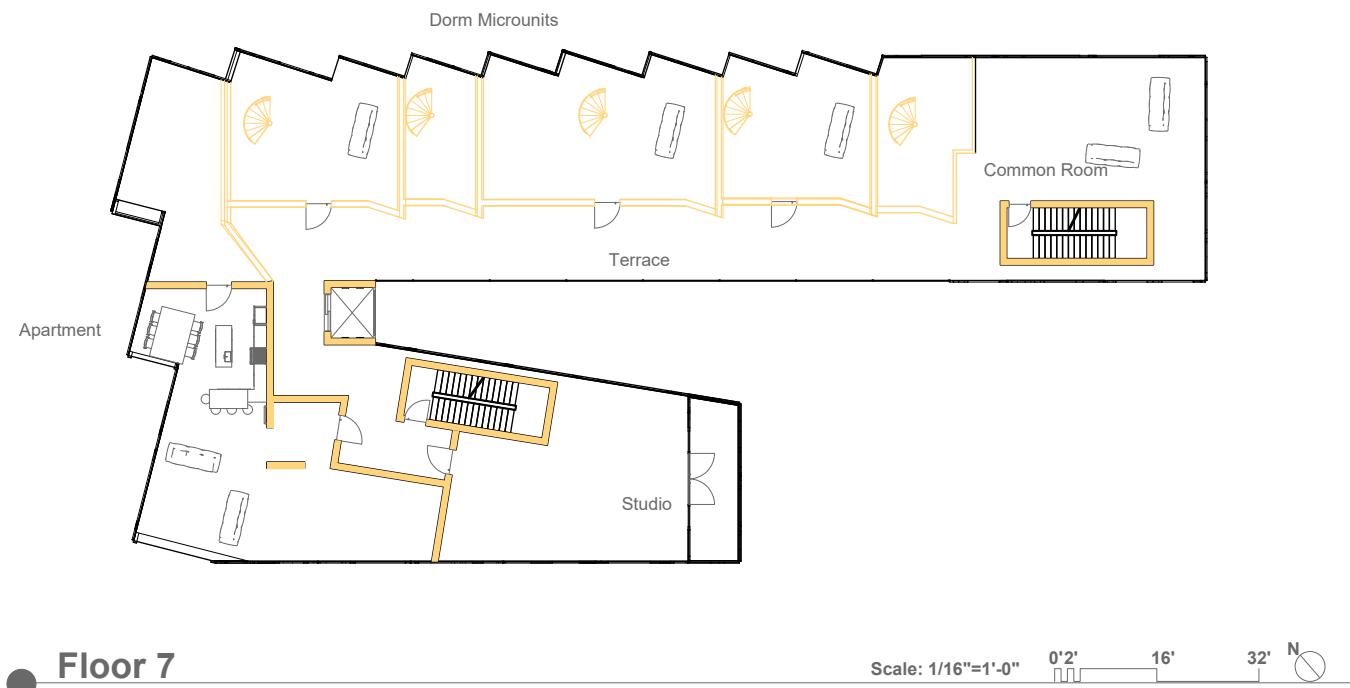 Dorm Microunits
Common Room
Terrace
Apartment
Studio
Floor 7
Scale: 1/16"=1'-0"
0'2' 16' 32'
N